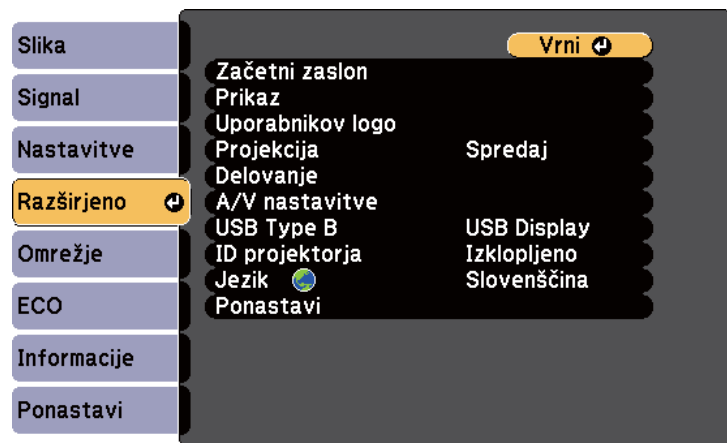 Slika
Signal
Nastavitve
Razširjeno
Omrežje
ECO
Informacije
Ponastavi
Vrni
Začetni zaslon
Prikaz
Uporabnikov logo
Projekcija Spredaj
Delovanje
A/V nastavitve
USB Type B USB Display
ID projektorja Izklopljeno
Jezik Slovenščina
Ponastavi